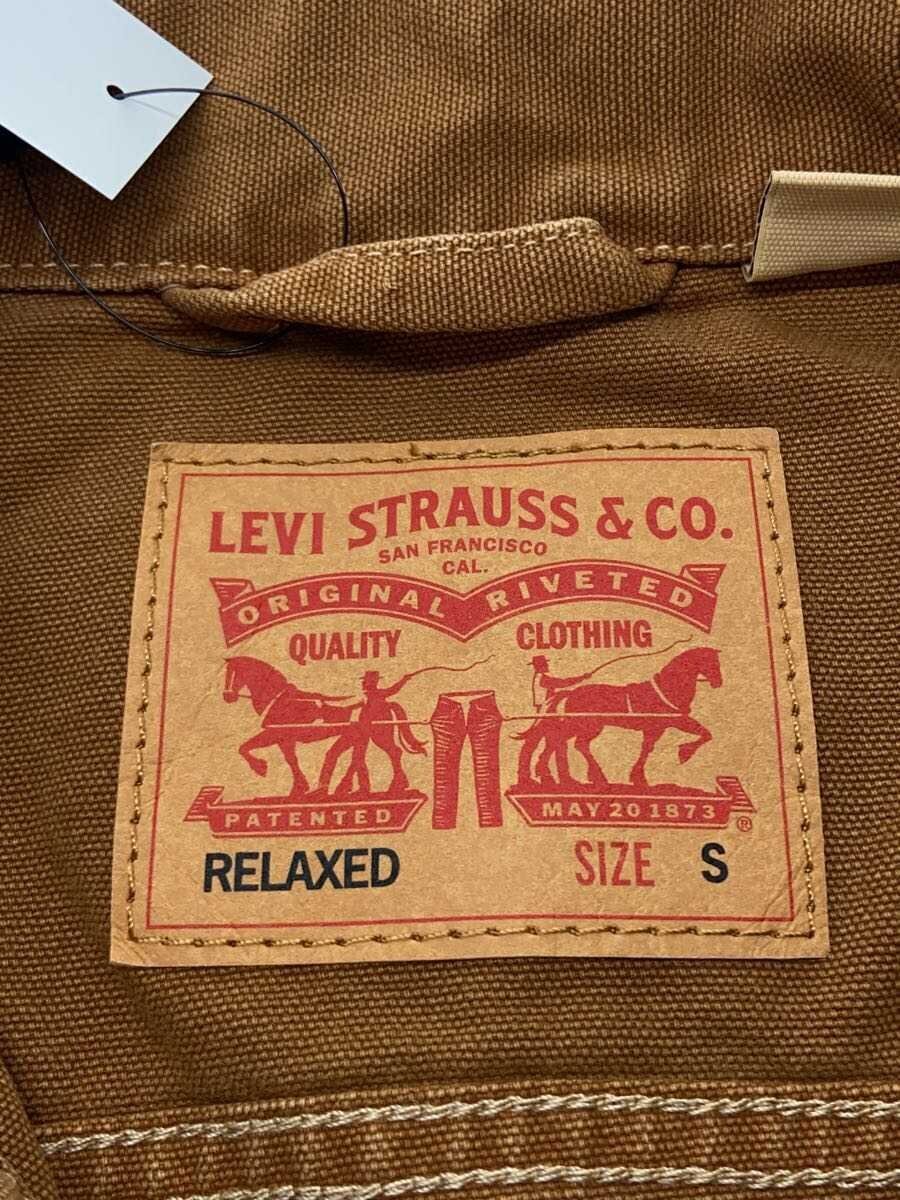 LEVI STRAUSS & CO.
SAN FRANCISCO
CAL.
ORIGINAL RIVETED
QUALITY CLOTHING
PATENTED MAY 20 1873 ®
RELAXED SIZE S